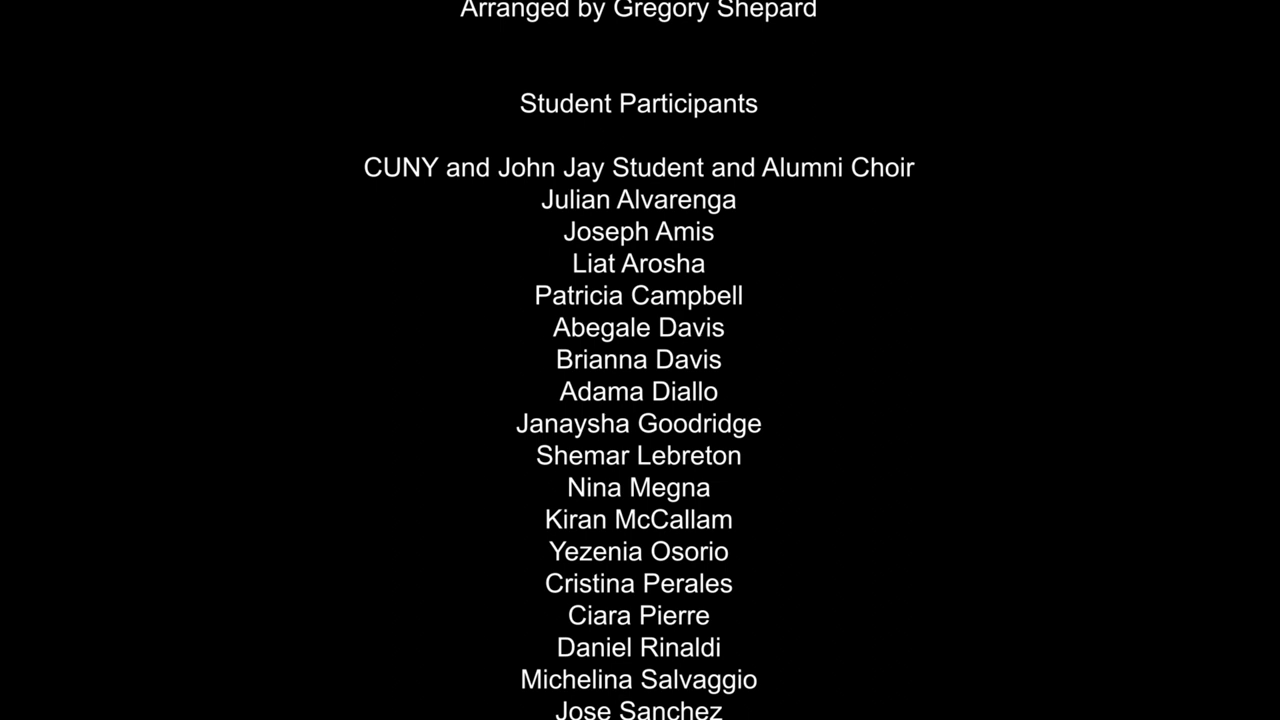 Arranged by Gregory Shepard
Student Participants
CUNY and John Jay Student and Alumni Choir
Julian Alvarenga
Joseph Amis
Liat Arosha
Patricia Campbell
Abegale Davis
Brianna Davis
Adama Diallo
Janaysha Goodridge
Shemar Lebreton
Nina Megna
Kiran McCallam
Yezenia Osorio
Cristina Perales
Ciara Pierre
Daniel Rinaldi
Michelina Salvaggio
Jose Sanchez